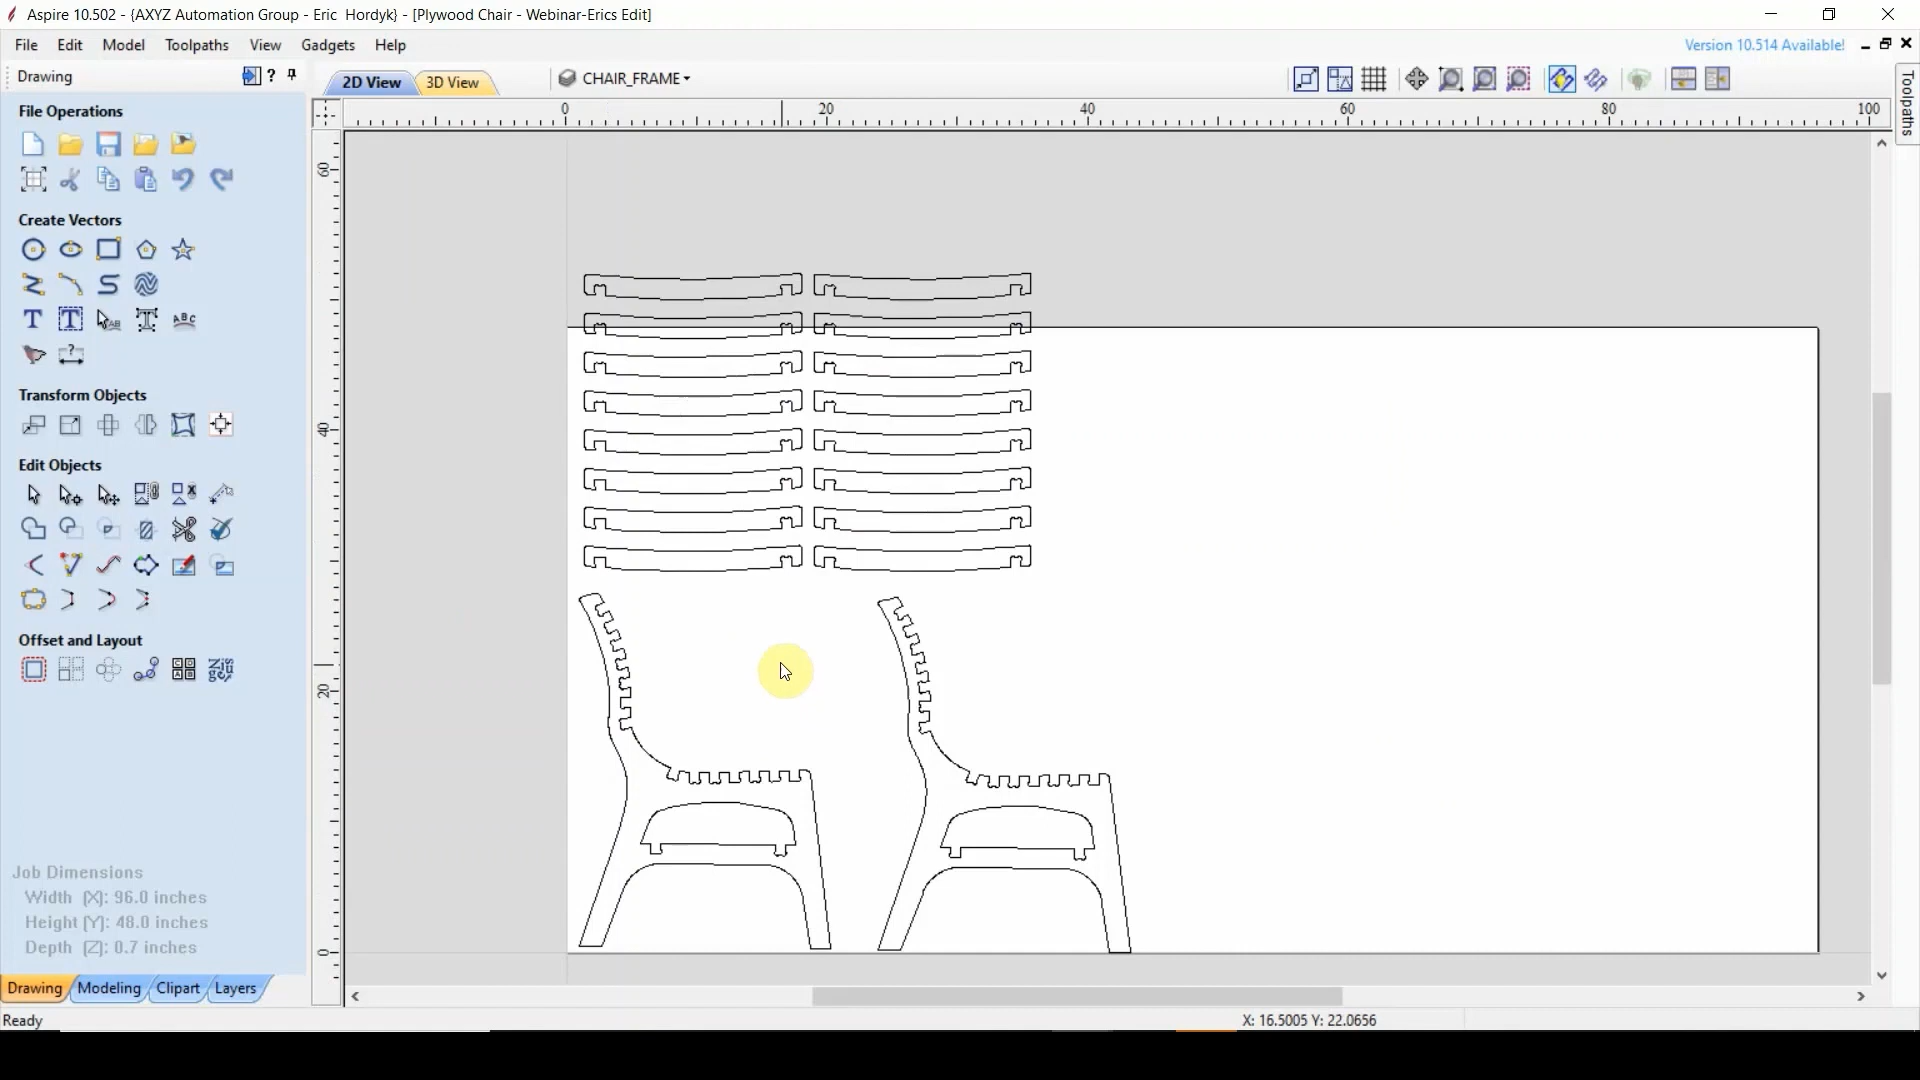 Aspire 10.502 - {AXYZ Automation Group - Eric Hordyk} - [Plywood Chair - Webinar-Erics Edit]
File Edit Model Toolpaths View Gadgets Help
Version 10.514 Available!
Drawing
2D View 3D View CHAIR_FRAME
Toolpaths
File Operations
0 20 40 60 80 100
60
40
20
0
Create Vectors
Transform Objects
Edit Objects
Offset and Layout
Job Dimensions
Width (X): 96.0 inches
Height (Y): 48.0 inches
Depth (Z): 0.7 inches
Drawing Modeling Clipart Layers
Ready
X: 16.5005 Y: 22.0656